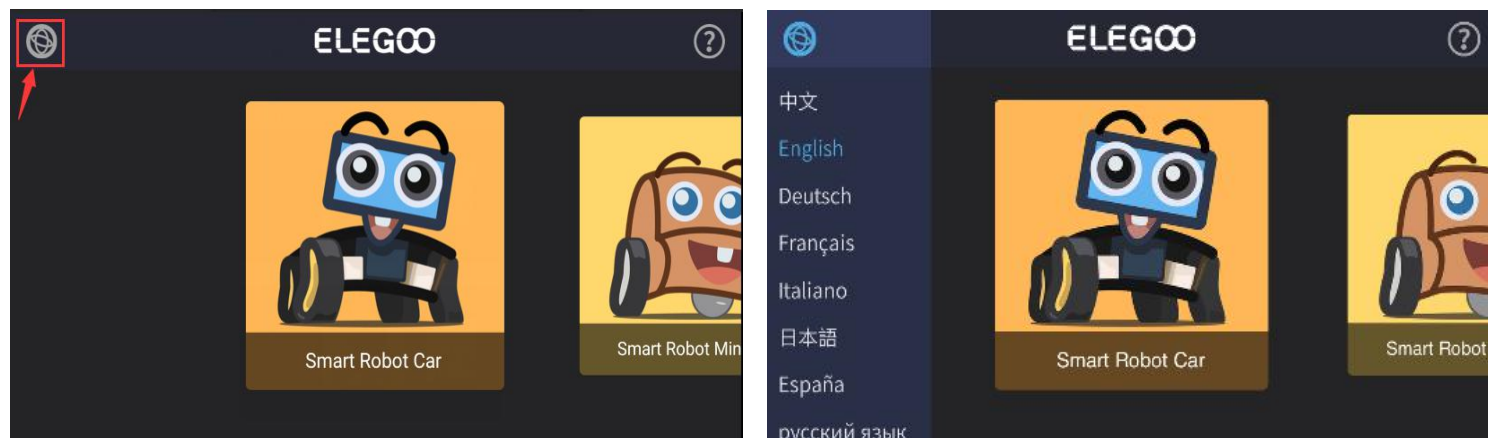 ELEGOO
?
Smart Robot Car
Smart Robot Min
ELEGOO
?
中文
English
Deutsch
Français
Italiano
日本語
España
русский язык
Smart Robot Car
Smart Robot